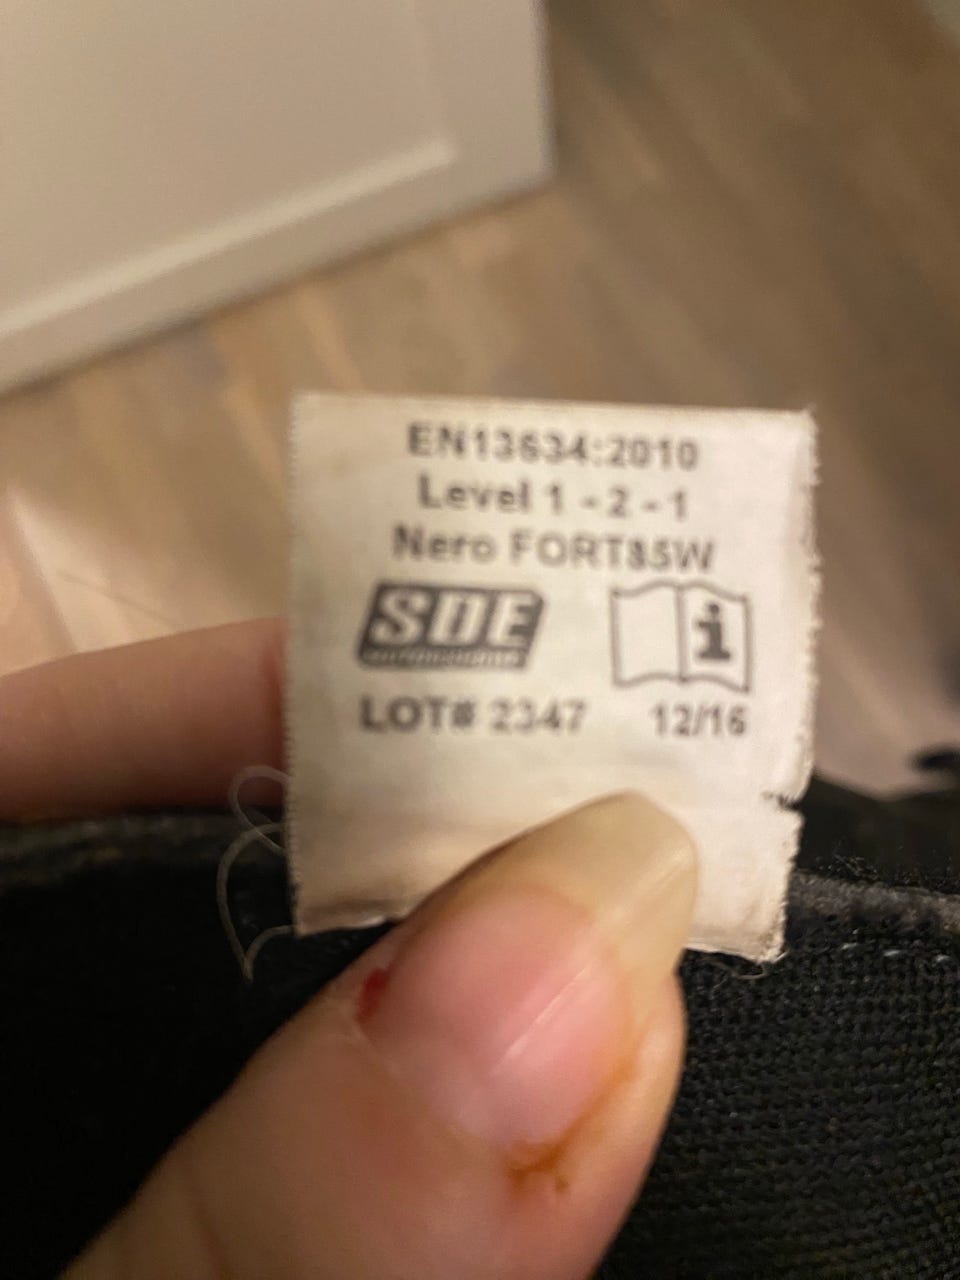 EN13634:2010
Level 1 - 2 - 1
Nero FORT85W
SDE
i
LOT# 2347 12/16